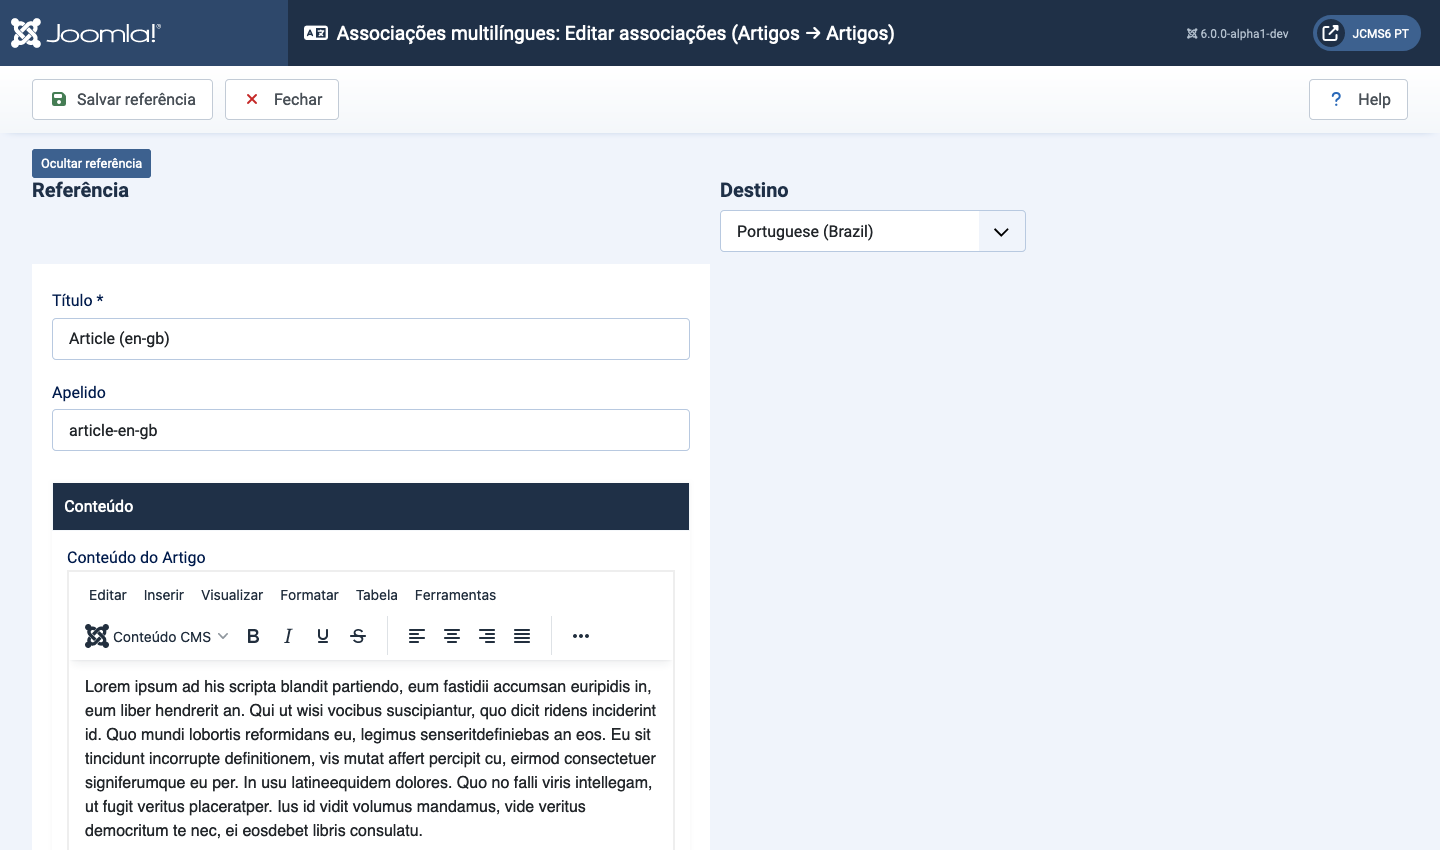 Joomla!
Associações multilíngues: Editar associações (Artigos → Artigos)
6.0.0-alpha1-dev
JCMS6 PT
Salvar referência
Fechar
? Help
Ocultar referência
Referência
Destino
Portuguese (Brazil)
Título *
Article (en-gb)
Apelido
article-en-gb
Conteúdo
Conteúdo do Artigo
Editar Inserir Visualizar Formatar Tabela Ferramentas
Conteúdo CMS B I U S
Lorem ipsum ad his scripta blandit partiendo, eum fastidii accumsan euripidis in,
eum liber hendrerit an. Qui ut wisi vocibus suscipiantur, quo dicit ridens inciderint
id. Quo mundi lobortis reformidans eu, legimus senseritdefiniebas an eos. Eu sit
tincidunt incorrupte definitionem, vis mutat affert percipit cu, eirmod consectetuer
signiferumque eu per. In usu latineequidem dolores. Quo no falli viris intellegam,
ut fugit veritus placeratper. Ius id vidit volumus mandamus, vide veritus
democritum te nec, ei eosdebet libris consulatu.